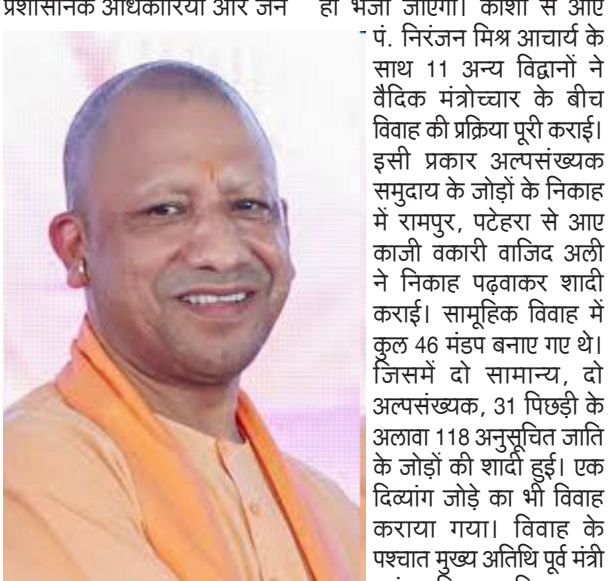 प्रशासनिक अधिकारियों और जन
ही भेजी जाएगी। काशी से आए
पं. निरंजन मिश्र आचार्य के
साथ 11 अन्य विद्वानों ने
वैदिक मंत्रोच्चार के बीच
विवाह की प्रक्रिया पूरी कराई।
इसी प्रकार अल्पसंख्यक
समुदाय के जोड़ों के निकाह
में रामपुर, पटेहरा से आए
काजी वकारी वाजिद अली
ने निकाह पढ़वाकर शादी
कराई। सामूहिक विवाह में
कुल 46 मंडप बनाए गए थे।
जिसमें दो सामान्य, दो
अल्पसंख्यक, 31 पिछड़ी के
अलावा 118 अनुसूचित जाति
के जोड़ों की शादी हुई। एक
दिव्यांग जोड़े का भी विवाह
कराया गया। विवाह के
पश्चात मुख्य अतिथि पूर्व मंत्री